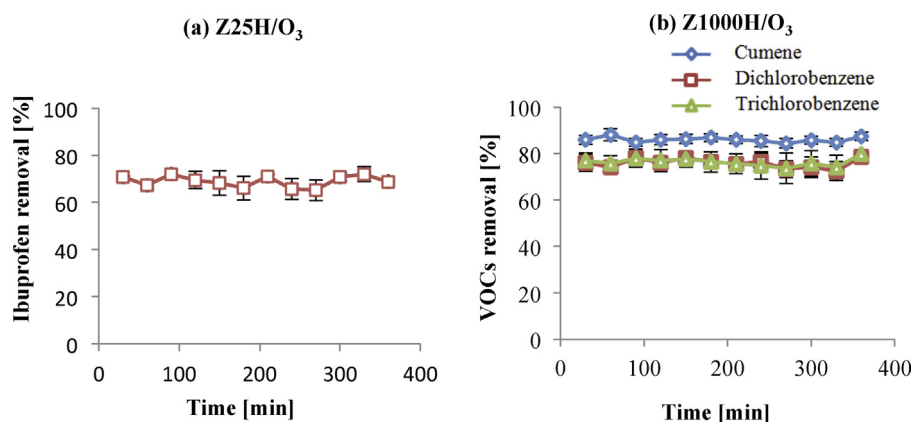 (a) Z25H/O3
Ibuprofen removal [%]
100
80
60
40
20
0
0 100 200 300 400
Time [min]
(b) Z1000H/O3
Cumene
Dichlorobenzene
Trichlorobenzene
VOCs removal [%]
100
80
60
40
20
0
0 100 200 300 400
Time [min]